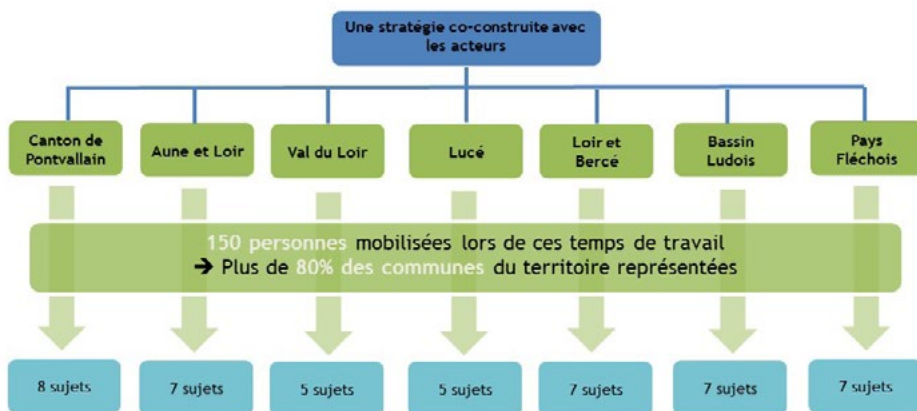 Une stratégie co-construite avec
les acteurs
Canton de
Pontvallain
Aune et Loir
Val du Loir
Lucé
Loir et
Bercé
Bassin
Ludois
Pays
Fléchois
150 personnes mobilisées lors de ces temps de travail
➔ Plus de 80% des communes du territoire représentées
8 sujets
7 sujets
5 sujets
5 sujets
7 sujets
7 sujets
7 sujets